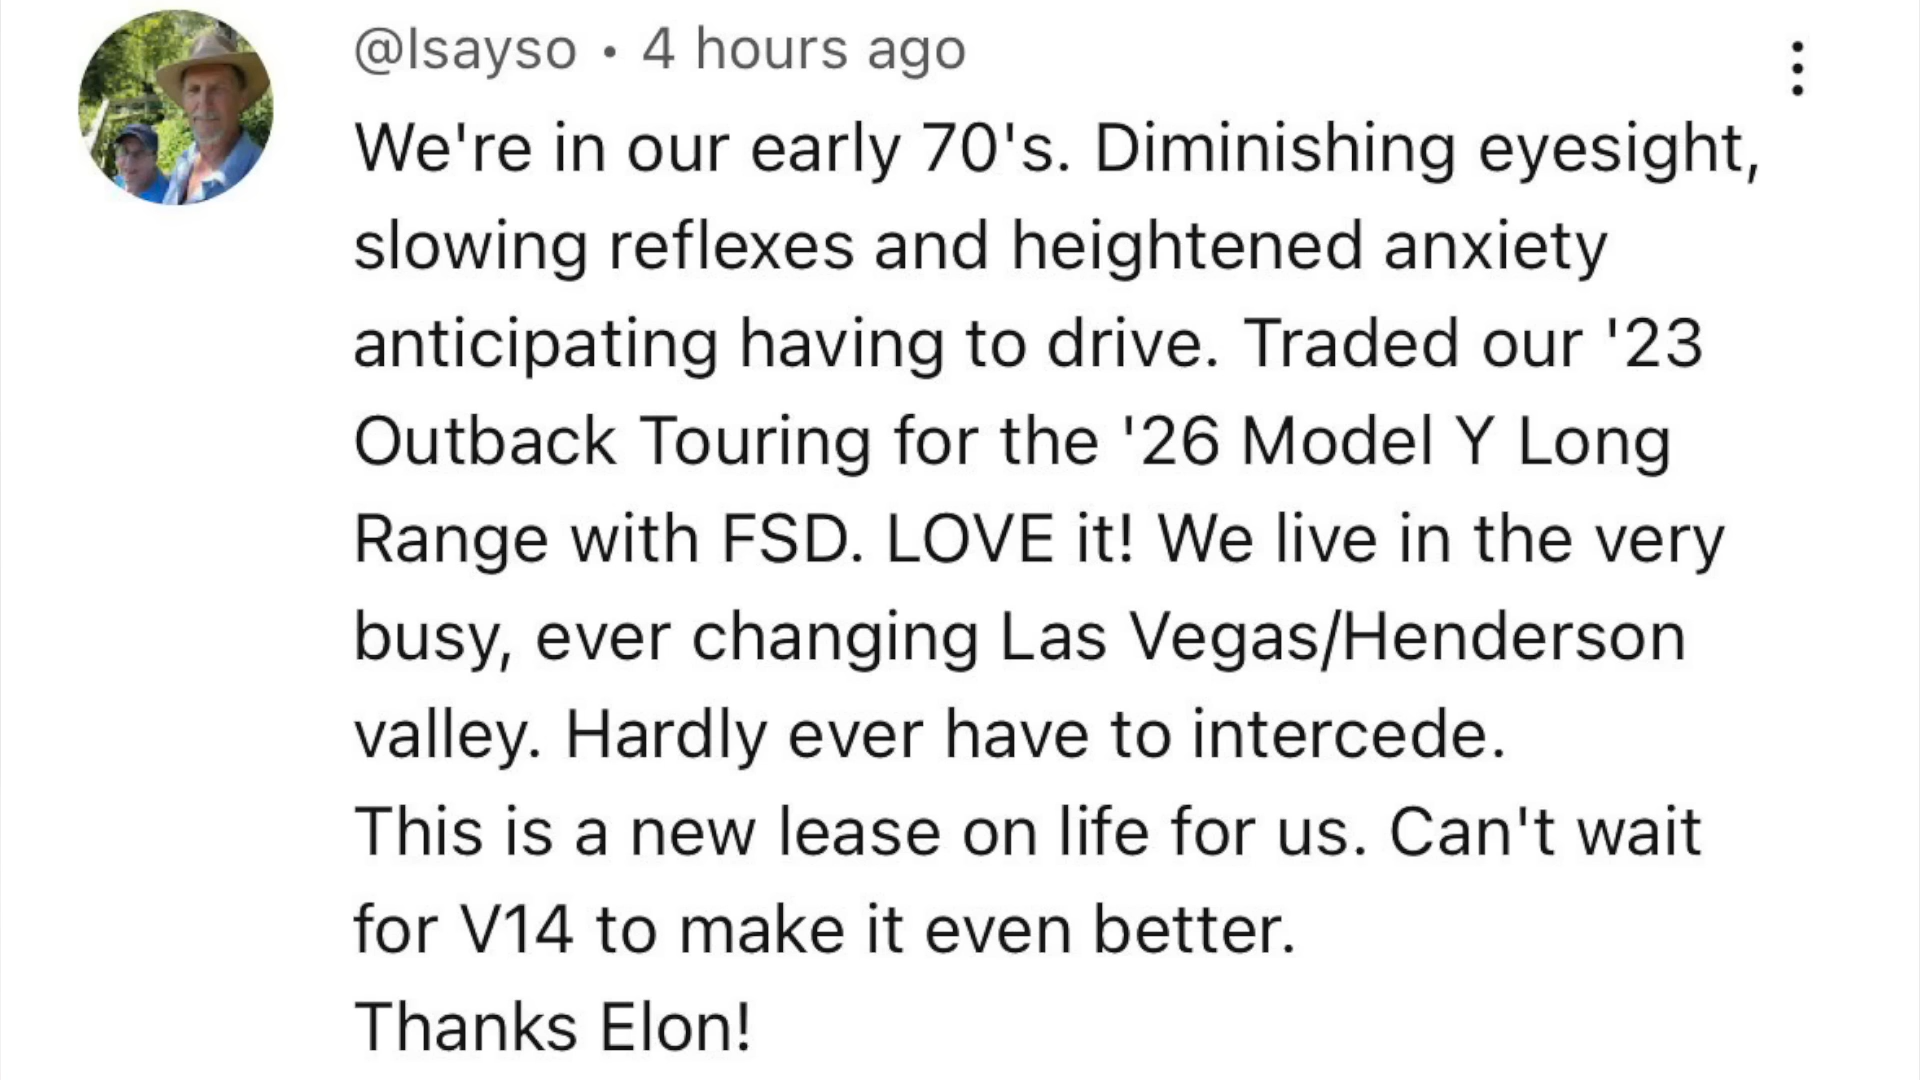 @Isayso • 4 hours ago
We're in our early 70's. Diminishing eyesight,
slowing reflexes and heightened anxiety
anticipating having to drive. Traded our '23
Outback Touring for the '26 Model Y Long
Range with FSD. LOVE it! We live in the very
busy, ever changing Las Vegas/Henderson
valley. Hardly ever have to intercede.
This is a new lease on life for us. Can't wait
for V14 to make it even better.
Thanks Elon!